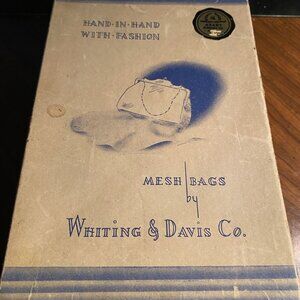 HAND·IN·HAND
WITH·FASHION
MESH BAGS
by
WHITING & DAVIS CO.